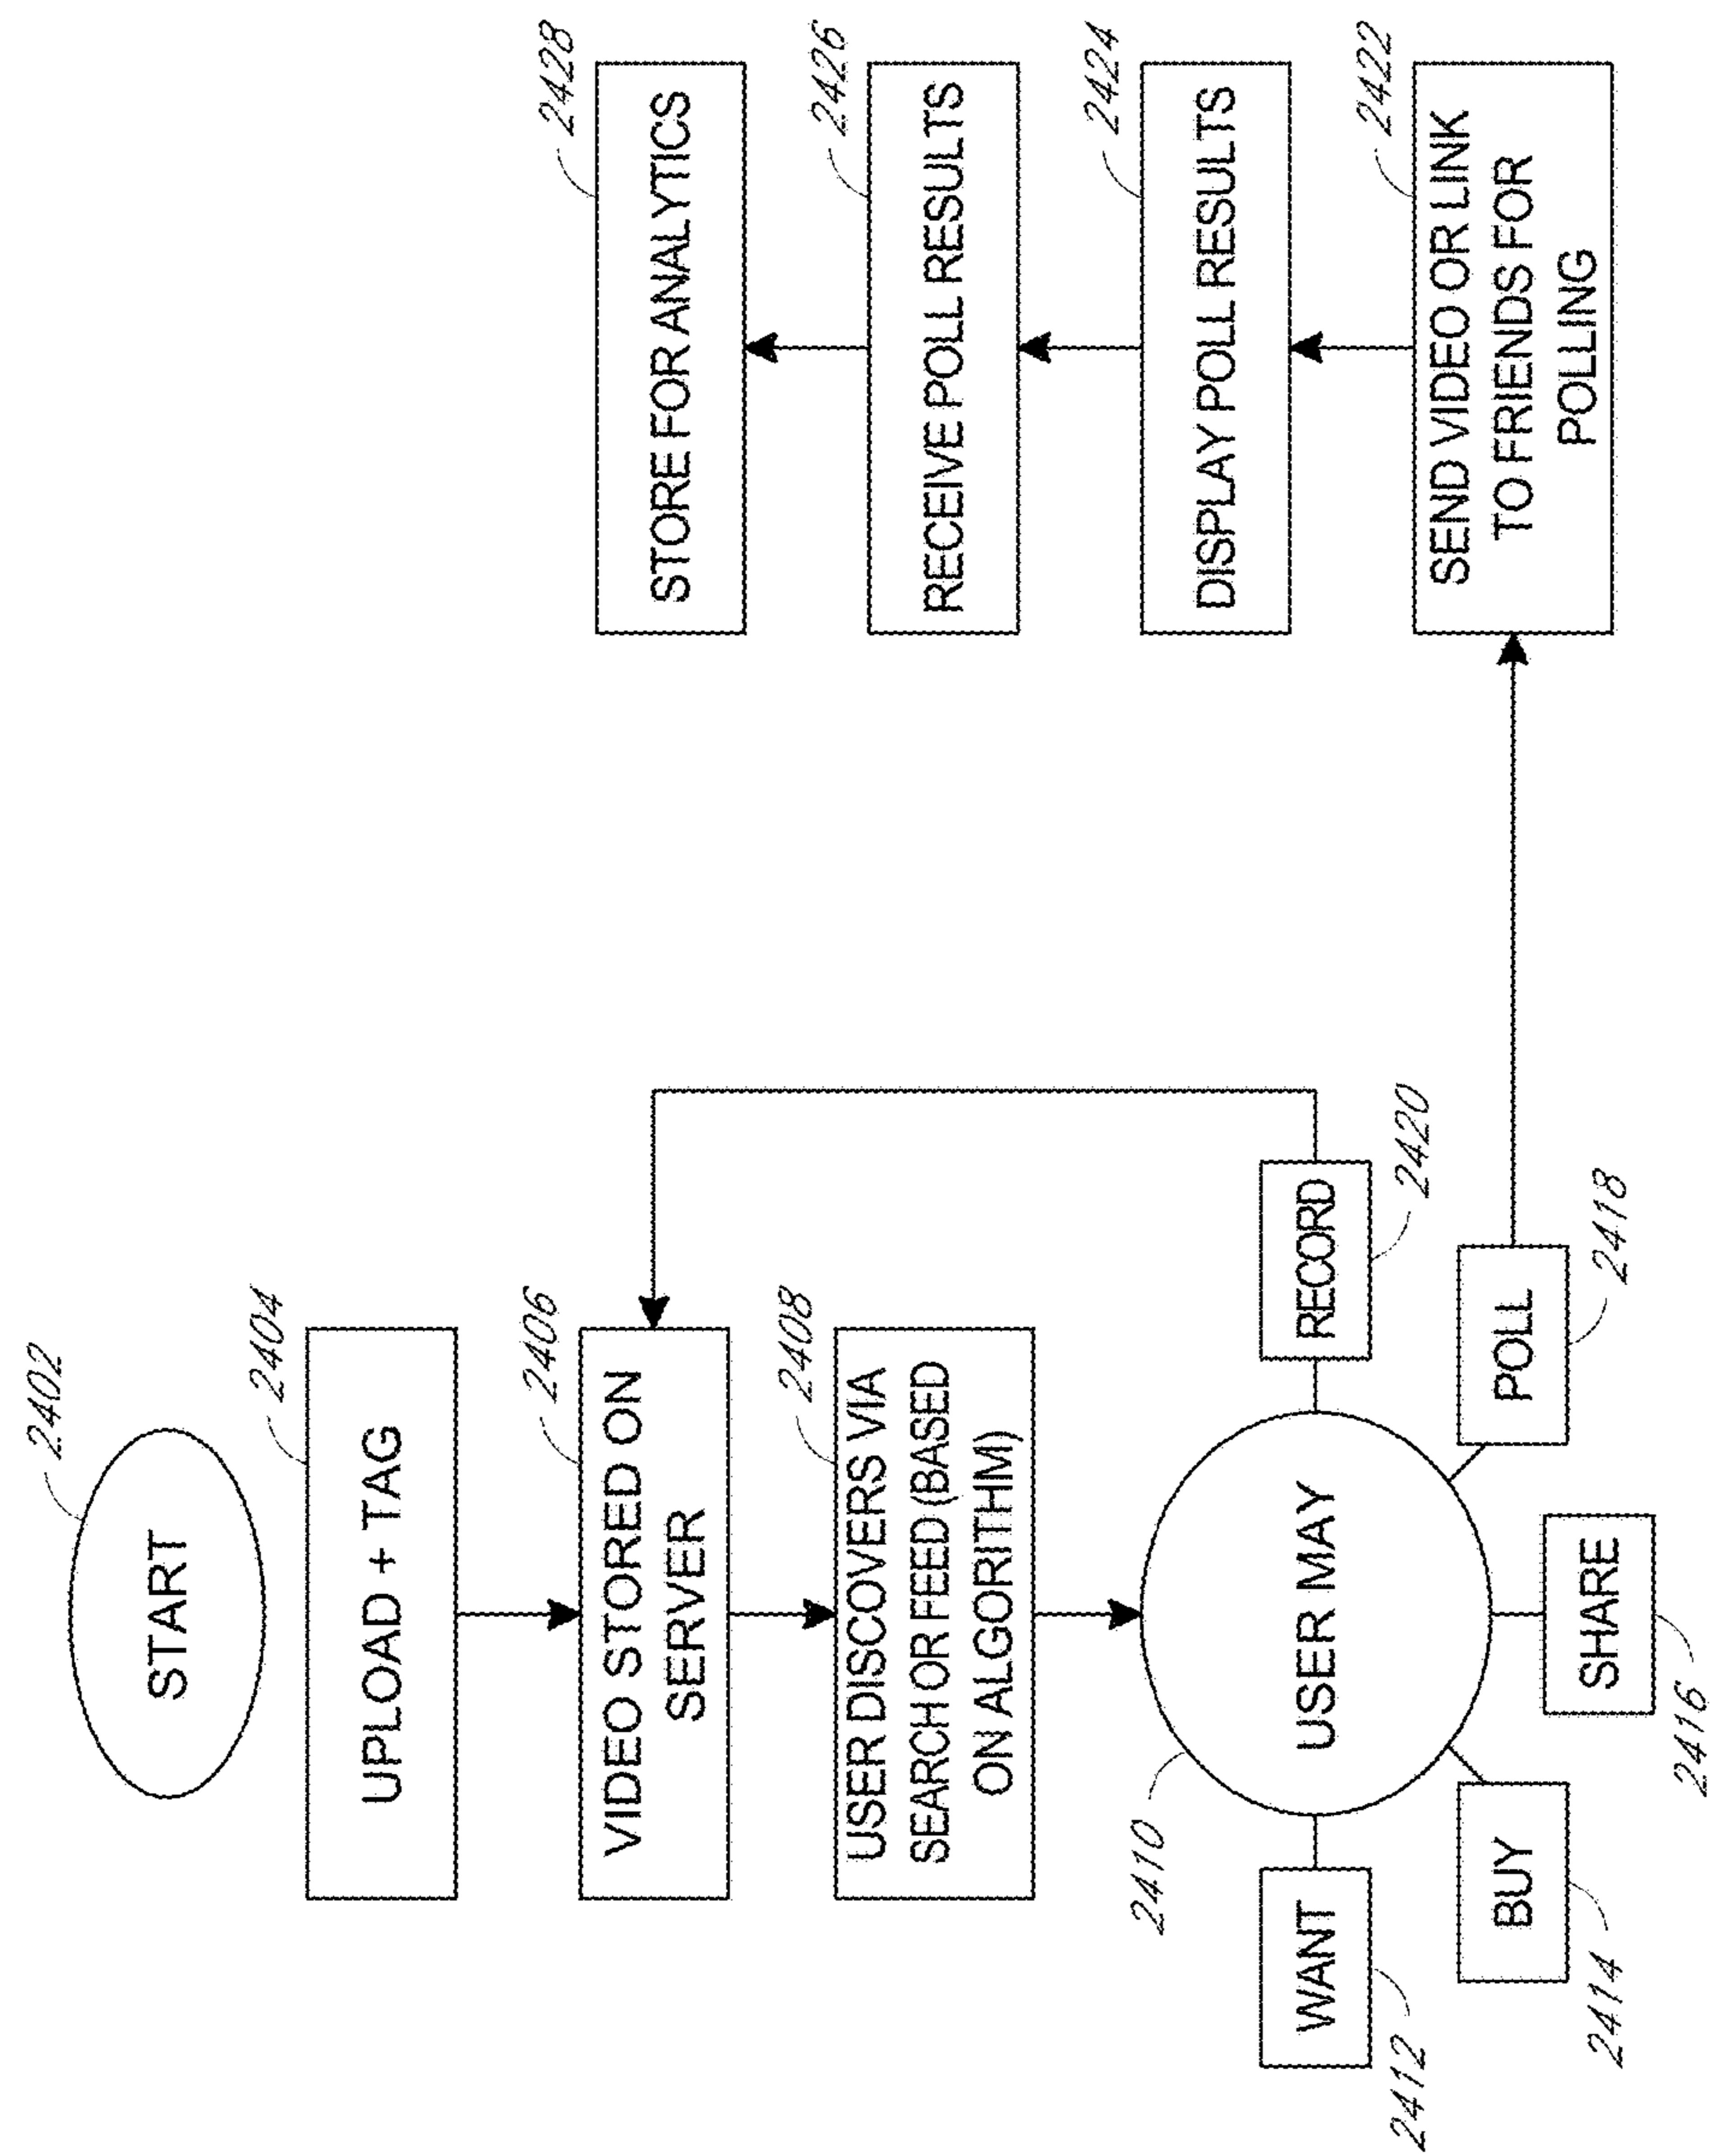 2402
START
2404
UPLOAD + TAG
2406
VIDEO STORED ON
SERVER
2408
USER DISCOVERS VIA
SEARCH OR FEED (BASED
ON ALGORITHM)
2410
USER MAY
WANT
2412
BUY
2414
SHARE
2416
POLL
2418
RECORD
2420
2422
SEND VIDEO OR LINK
TO FRIENDS FOR
POLLING
2424
DISPLAY POLL RESULTS
2426
RECEIVE POLL RESULTS
2428
STORE FOR ANALYTICS